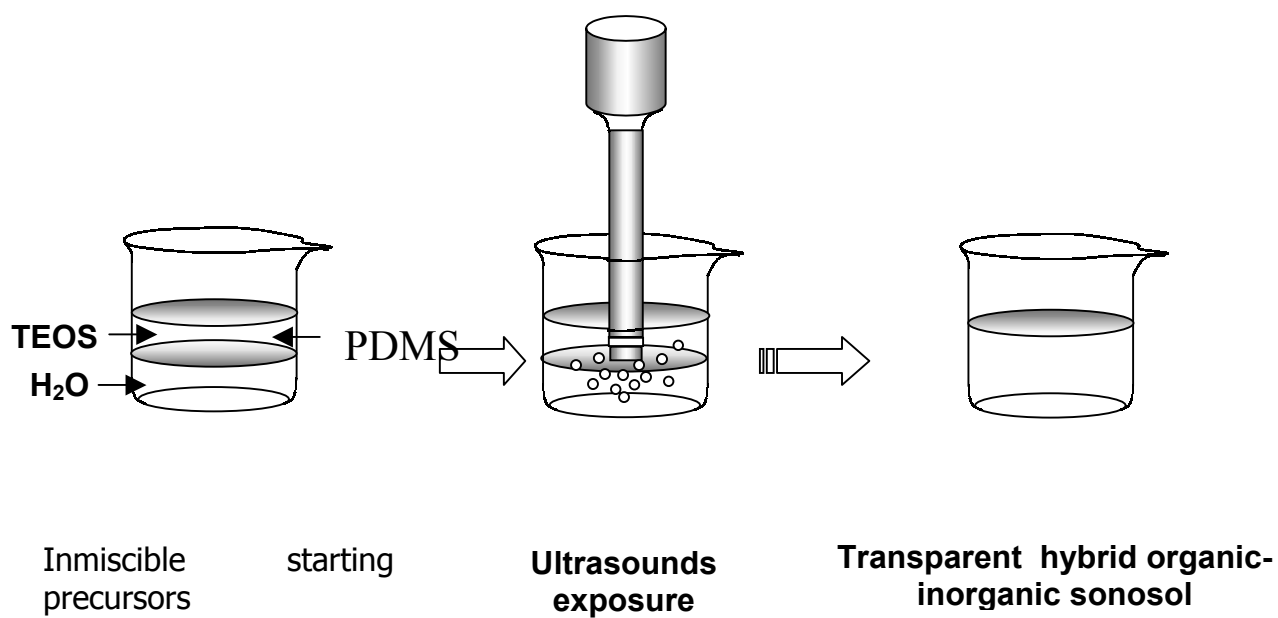 TEOS
PDMS
H₂O
Inmiscible starting
precursors
Ultrasounds
exposure
Transparent hybrid organic-
inorganic sonosol